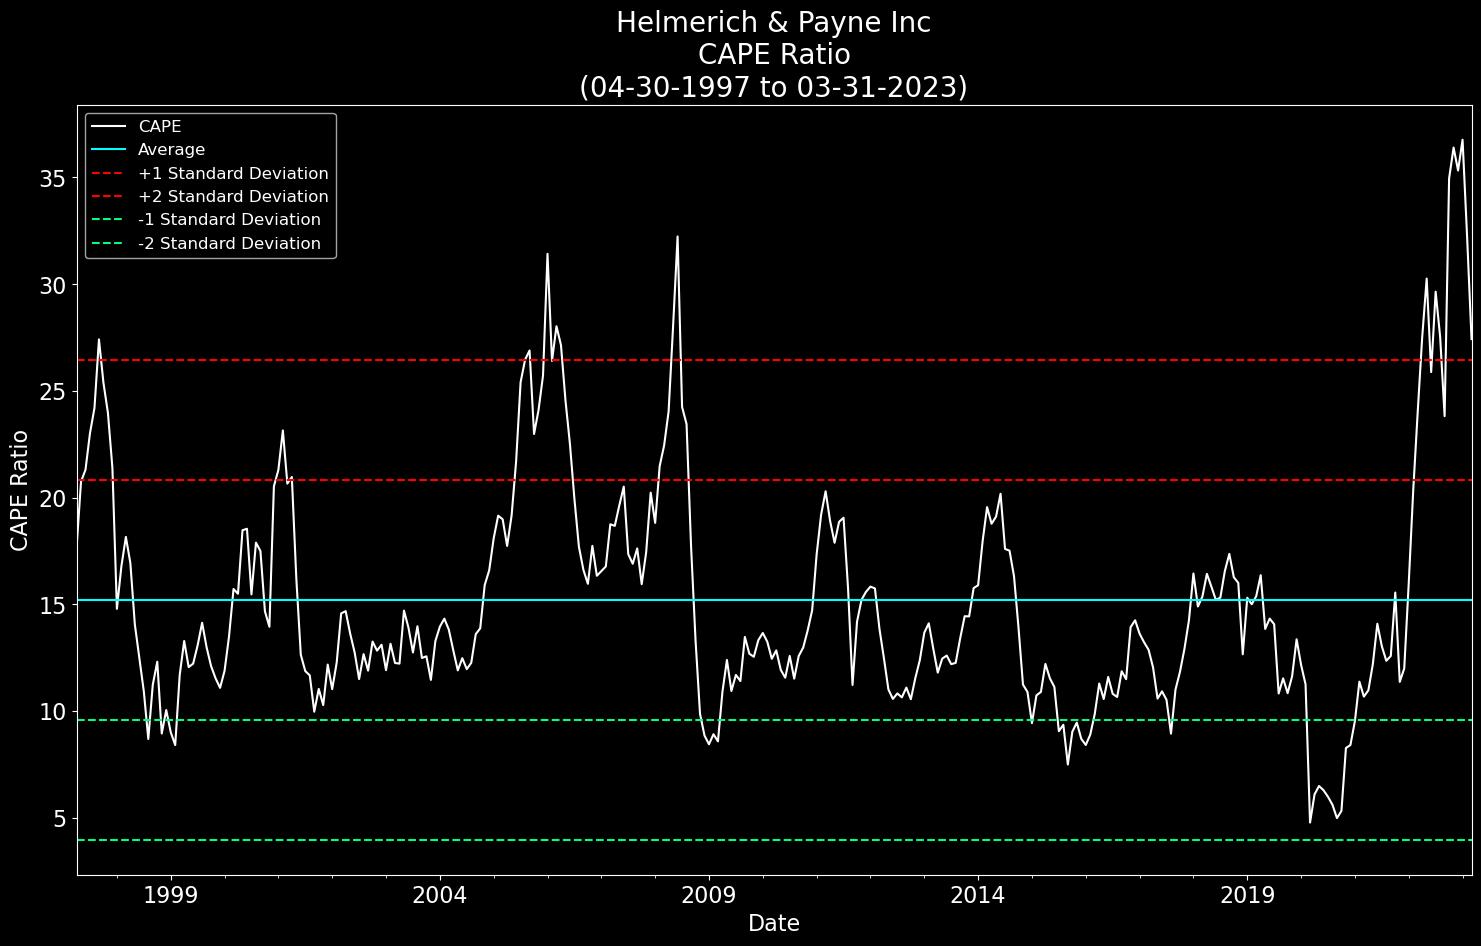 Helmerich & Payne Inc
CAPE Ratio
(04-30-1997 to 03-31-2023)
CAPE
Average
+1 Standard Deviation
+2 Standard Deviation
-1 Standard Deviation
-2 Standard Deviation
35
30
25
20
15
10
5
CAPE Ratio
1999 2004 2009 2014 2019
Date